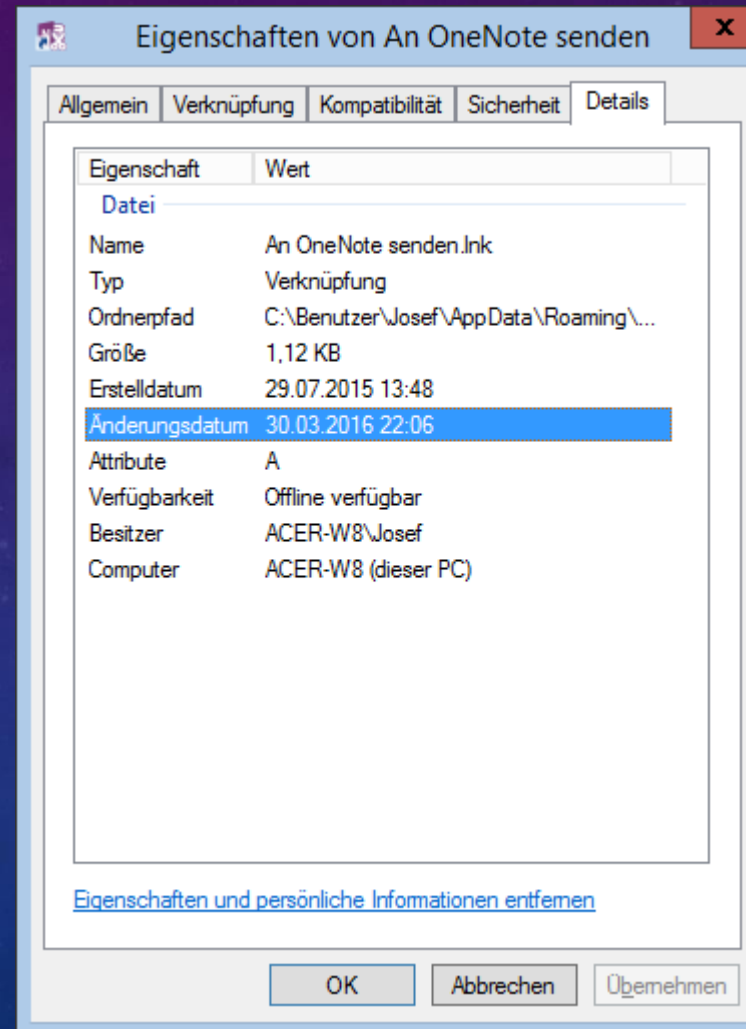 Eigenschaften von An OneNote senden x
Allgemein Verknüpfung Kompatibilität Sicherheit Details
Eigenschaft Wert
Datei
Name An OneNote senden.lnk
Typ Verknüpfung
Ordnerpfad C:\Benutzer\Josef\AppData\Roaming\...
Größe 1,12 KB
Erstelldatum 29.07.2015 13:48
Änderungsdatum 30.03.2016 22:06
Attribute A
Verfügbarkeit Offline verfügbar
Besitzer ACER-W8\Josef
Computer ACER-W8 (dieser PC)
Eigenschaften und persönliche Informationen entfernen
OK Abbrechen Übernehmen